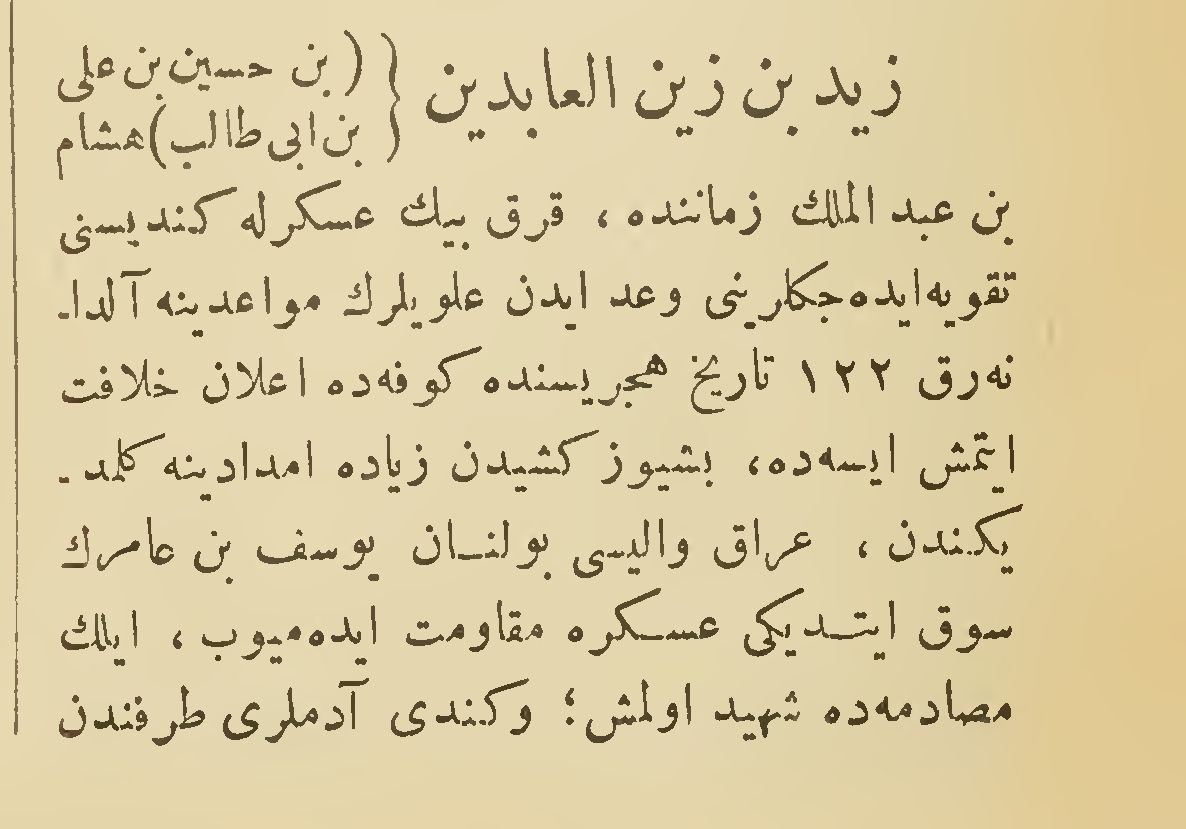 زيد بن زين العابدين { (بن حسين بن على
بن ابى طالب) هشام
بن عبد الملك زماننده ، قرق بيك عسكرله كنديسنى
تقويه‌ايده‌جكلرينى وعد ايدن علويلرك مواعدينه آلدا-
نه‌رق ١٢٢ تاريخ هجريسنده كوفه‌ده اعلان خلافت
ايتمش ايسه‌ده، بشيوز كشيدن زياده امدادينه كلمد -
يكندن ، عراق واليسى بولنان يوسف بن عامرك
سوق ايتديكى عسكره مقاومت ايده‌ميوب ، ايلك
مصادمه‌ده شهيد اولمش؛ وكندى آدملرى طرفندن